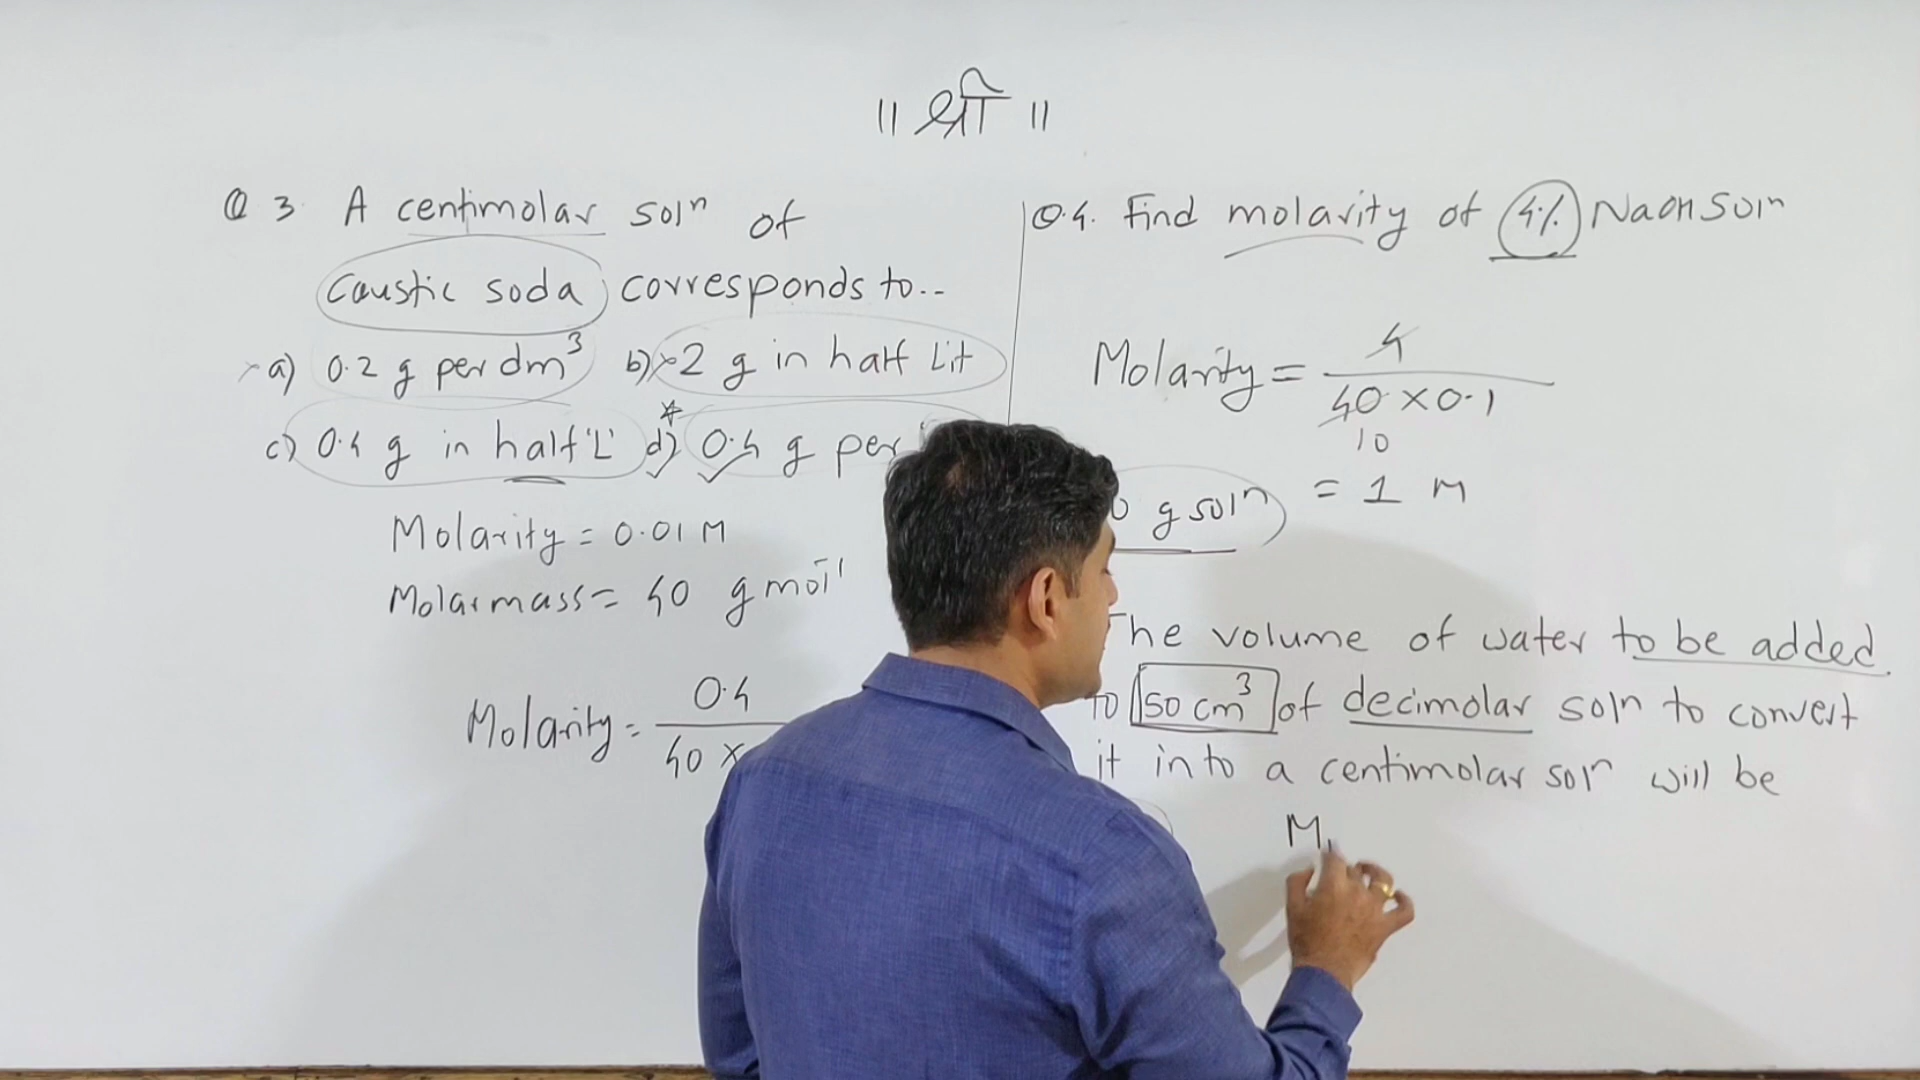 ॥ श्री ॥
Q 3. A centimolar solⁿ of
Caustic soda corresponds to..
a) 0.2 g per dm³ b) 2 g in half Lit
c) 0.4 g in half 'L' d) 0.4 g per
Molarity = 0.01 M
Molar mass = 40 g mol⁻¹
Molarity = 0.4 / 40 ×
Q.4. Find molarity of 4% NaOH Solⁿ
Molarity = 4 / 40 × 0.1
10
= 1 M
g solⁿ
The volume of water to be added
to 50 cm³ of decimolar solⁿ to convert
it into a centimolar solⁿ will be
M₁